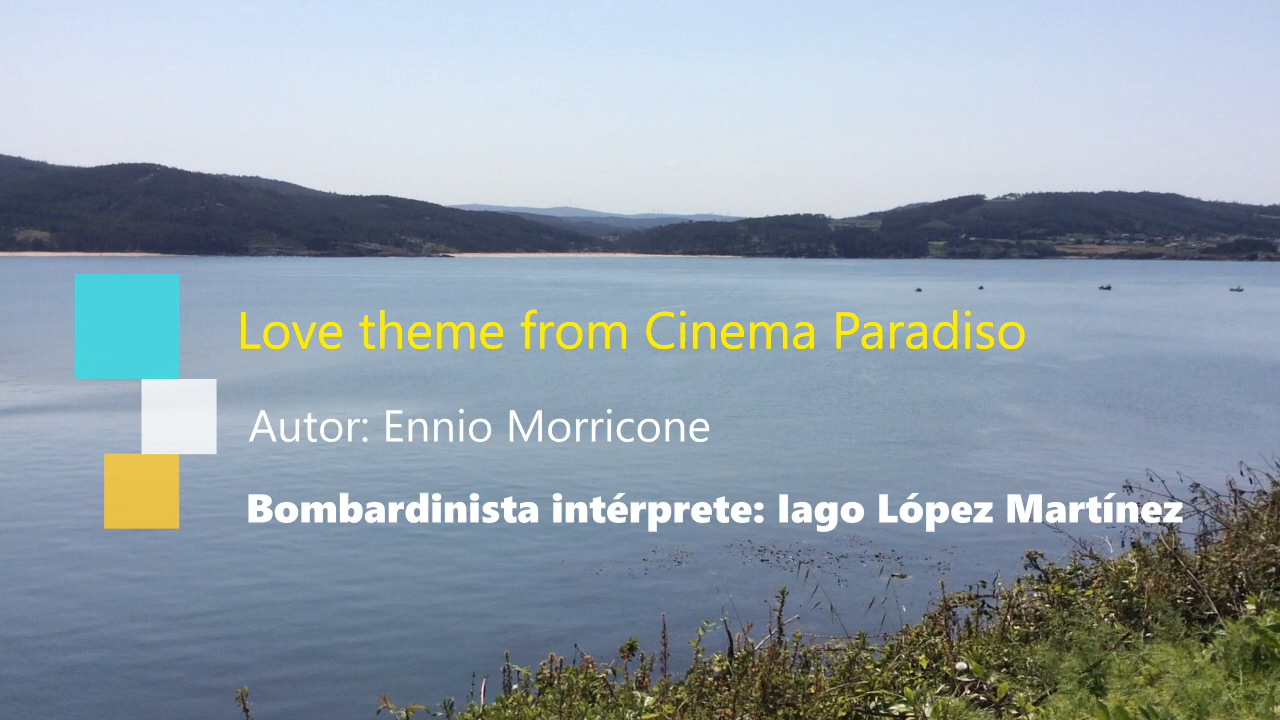 Love theme from Cinema Paradiso
Autor: Ennio Morricone
Bombardinista intérprete: Iago López Martínez